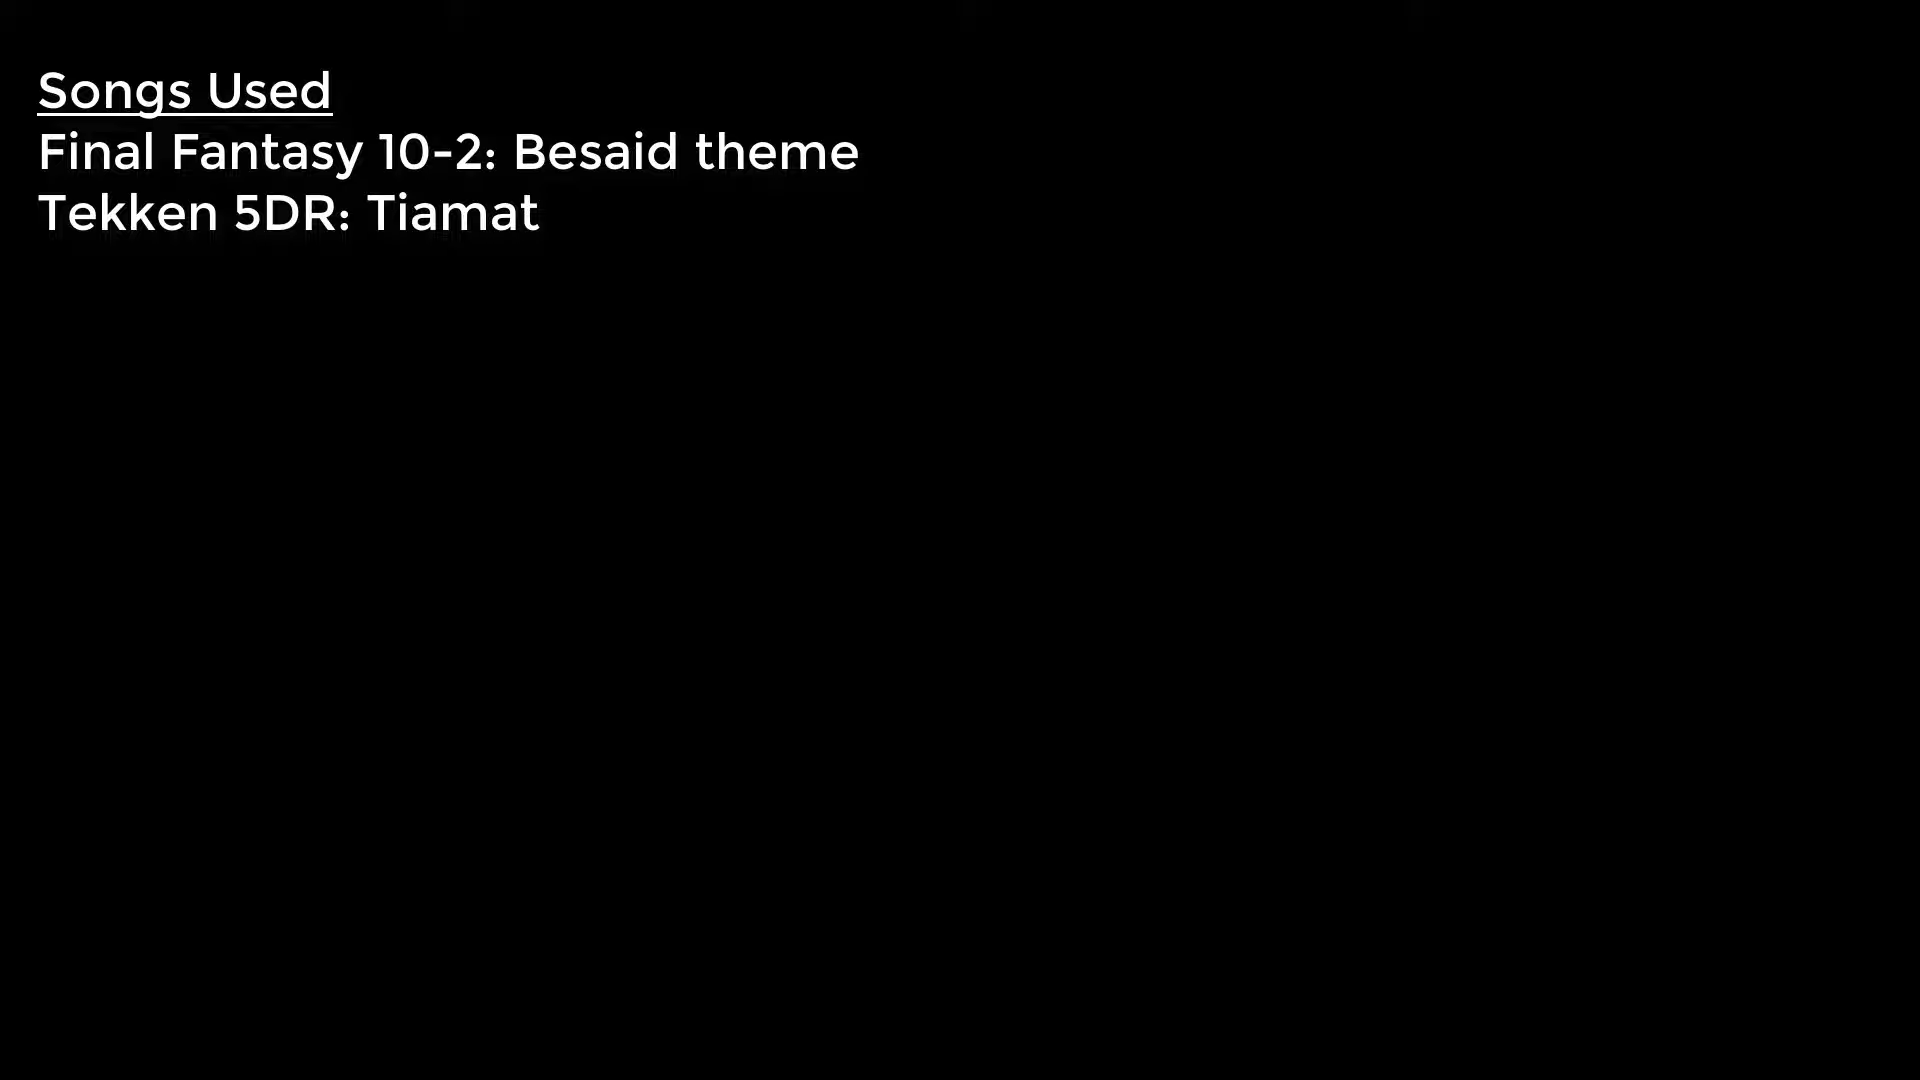 Songs Used
Final Fantasy 10-2: Besaid theme
Tekken 5DR: Tiamat